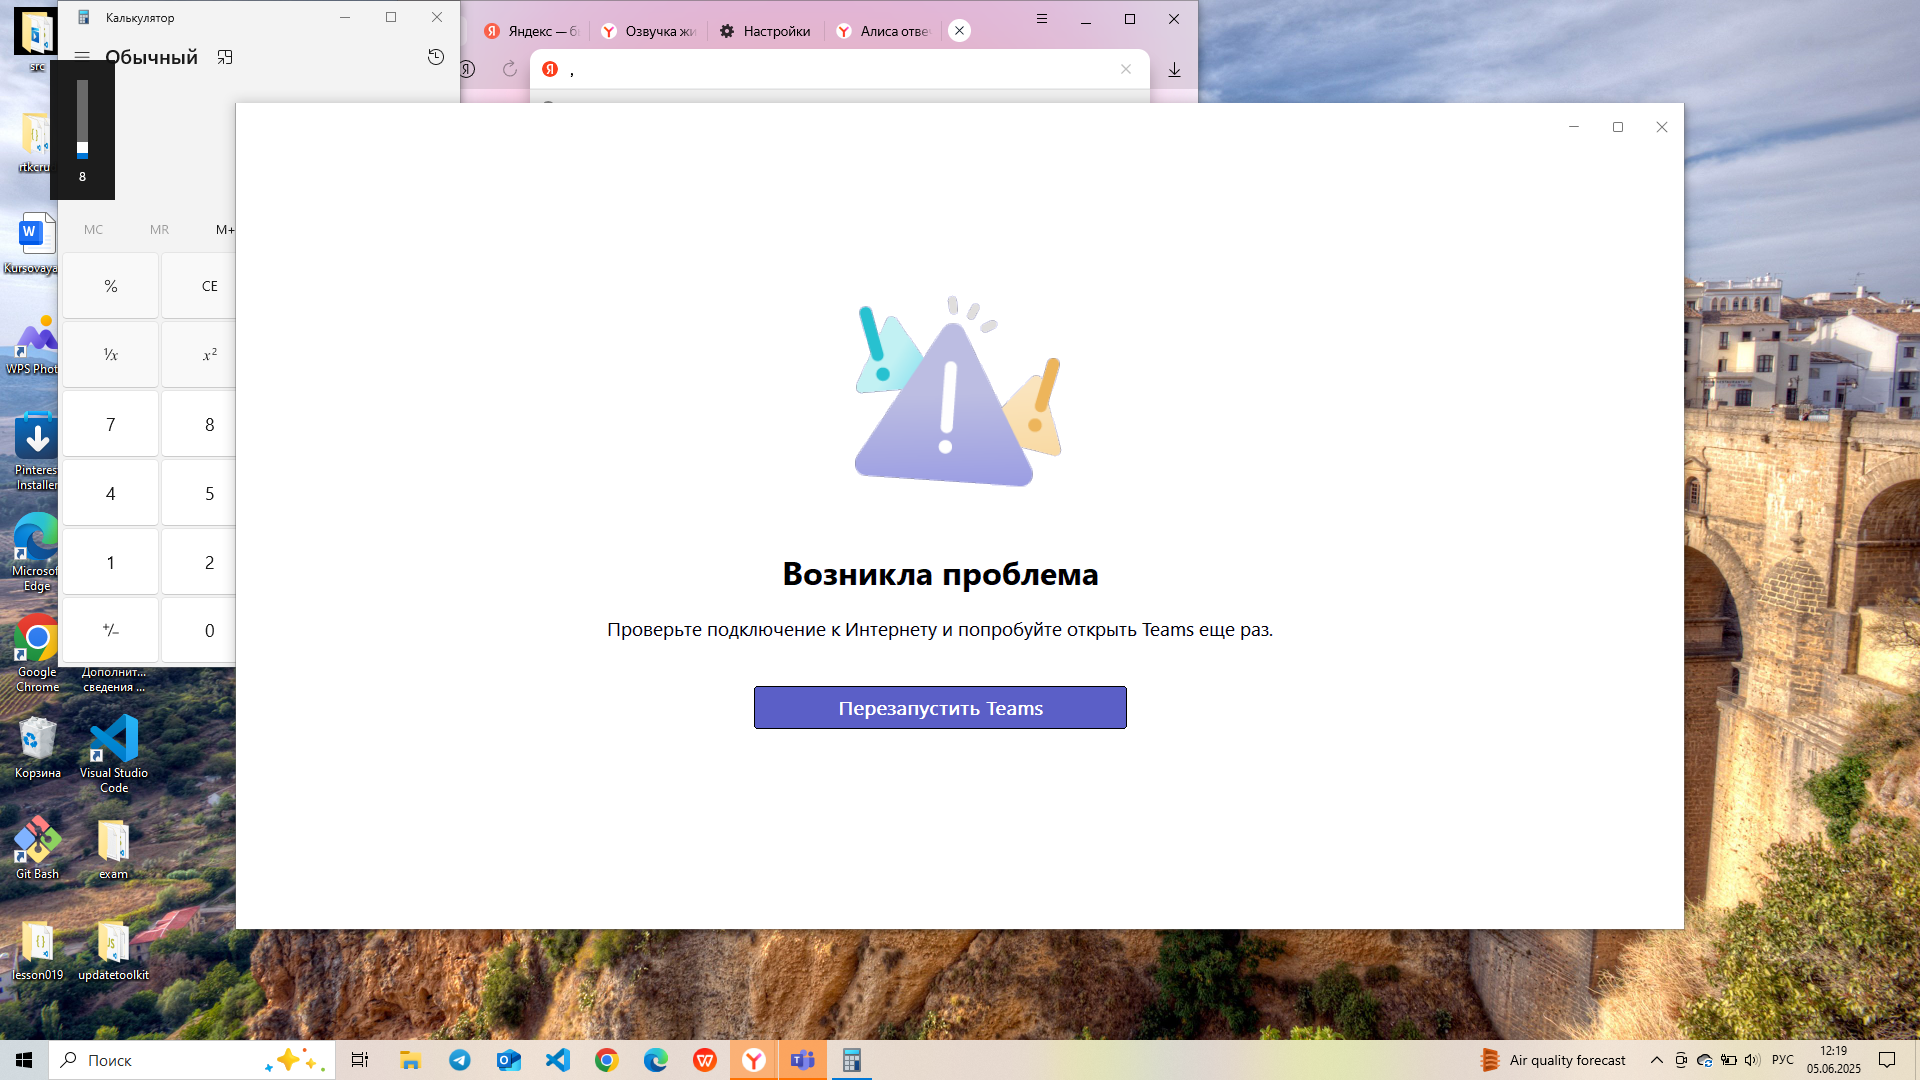 Калькулятор
Обычный
8
MC
MR
M+
%
CE
¹/x
x²
7
8
4
5
1
2
+/−
0
Яндекс — б
Озвучка жи
Настройки
Алиса отве
,
Возникла проблема
Проверьте подключение к Интернету и попробуйте открыть Teams еще раз.
Перезапустить Teams
src
rtkcru
Kursovaya
WPS Phot
Pinteres
Installer
Microsof
Edge
Google
Chrome
Дополнит...
сведения ...
Корзина
Visual Studio
Code
Git Bash
exam
lesson019
updatetoolkit
Поиск
Air quality forecast
РУС
12:19
05.06.2025